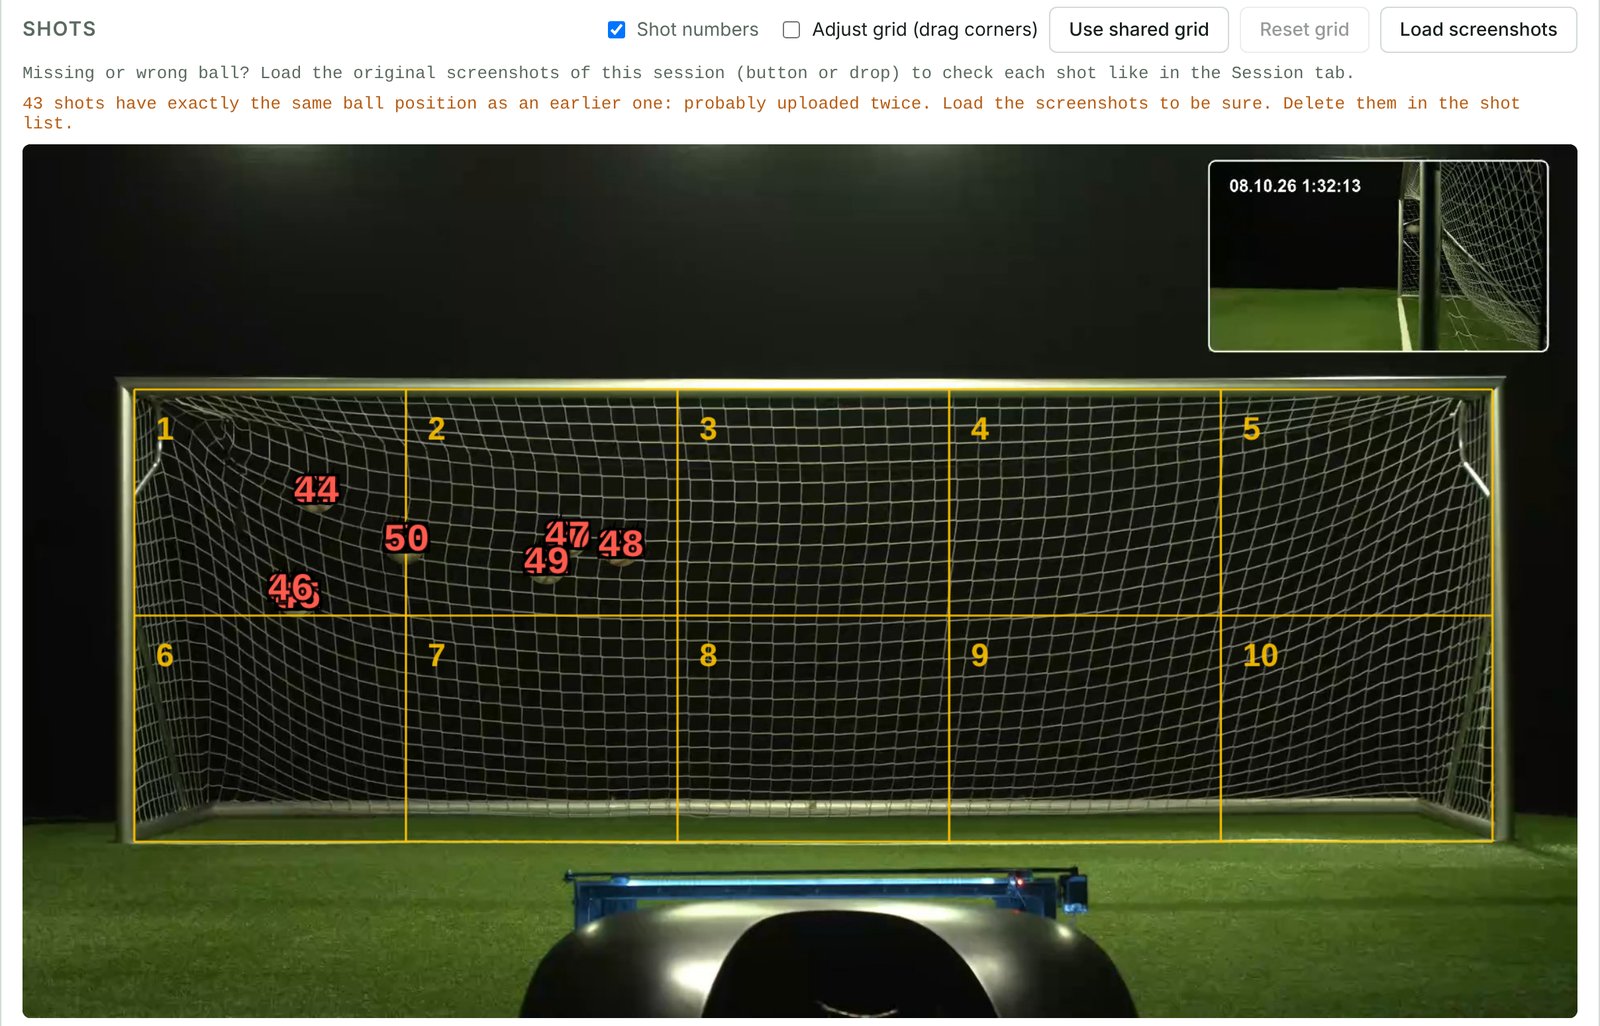 SHOTS
Shot numbers
Adjust grid (drag corners)
Use shared grid
Reset grid
Load screenshots
Missing or wrong ball? Load the original screenshots of this session (button or drop) to check each shot like in the Session tab.
43 shots have exactly the same ball position as an earlier one: probably uploaded twice. Load the screenshots to be sure. Delete them in the shot
list.
08.10.26 1:32:13
1
2
3
4
5
44
50
47
48
49
46
6
7
8
9
10